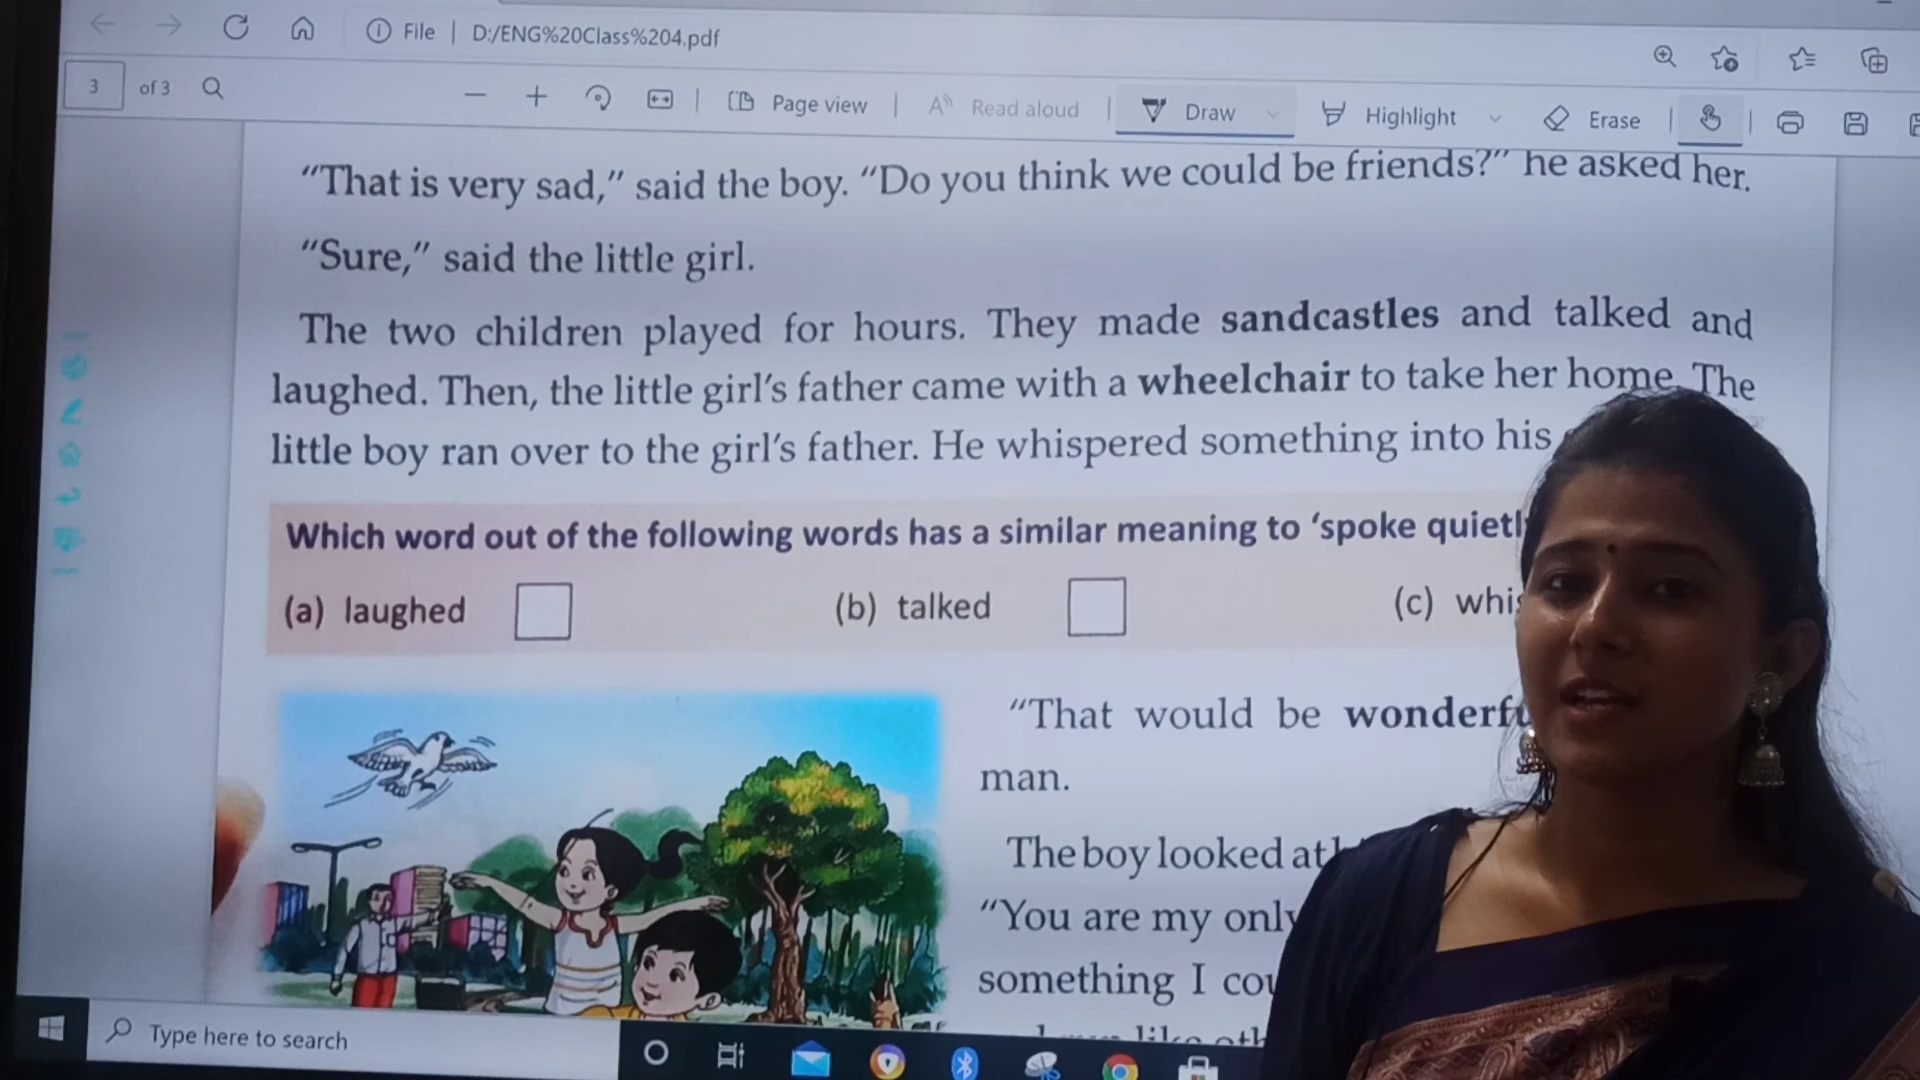 File | D:/ENG%20Class%204.pdf
3 of 3 Page view Read aloud Draw Highlight Erase
“That is very sad,” said the boy. “Do you think we could be friends?” he asked her.
“Sure,” said the little girl.
The two children played for hours. They made sandcastles and talked and
laughed. Then, the little girl’s father came with a wheelchair to take her home. The
little boy ran over to the girl’s father. He whispered something into his
Which word out of the following words has a similar meaning to ‘spoke
(a) laughed (b) talked (c)
“That would be
man.
The boy looked at
“You are my only
something I
Type here to search